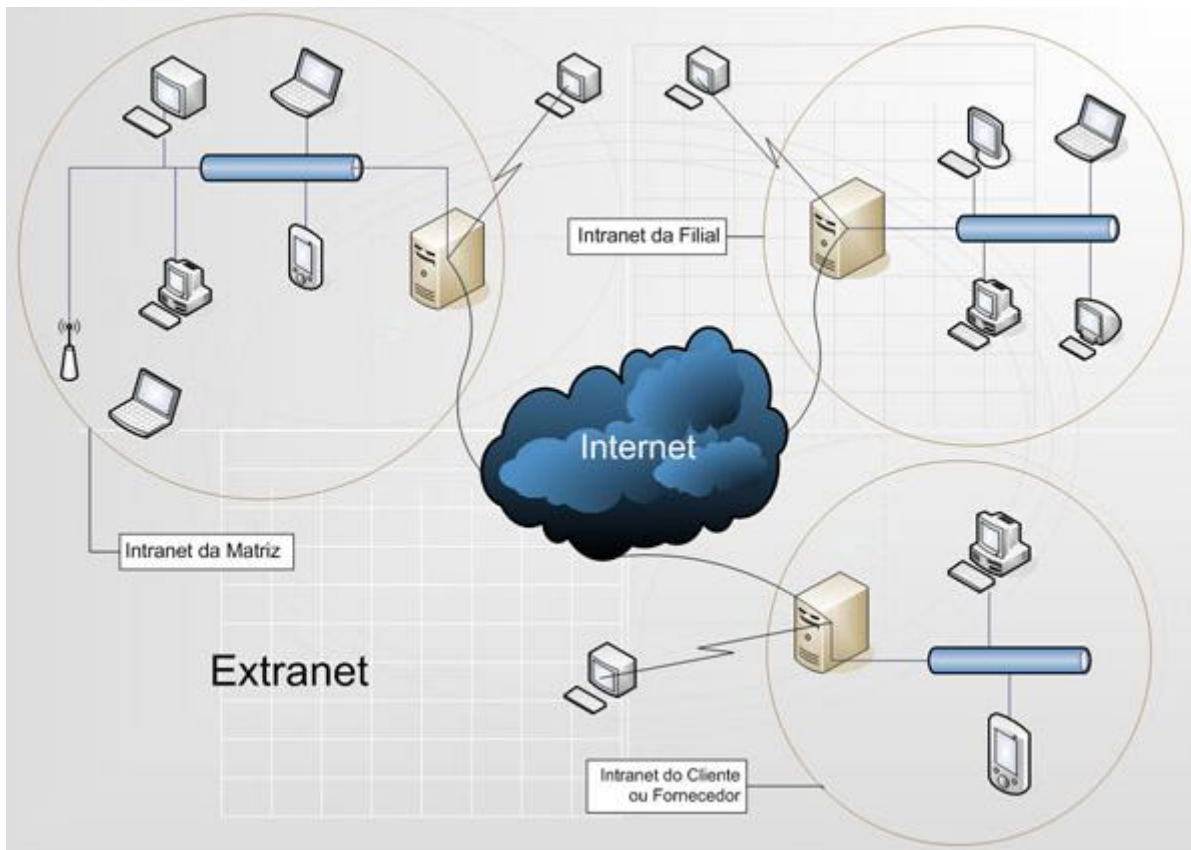 Intranet da Filial
Internet
Intranet da Matriz
Extranet
Intranet do Cliente
ou Fornecedor